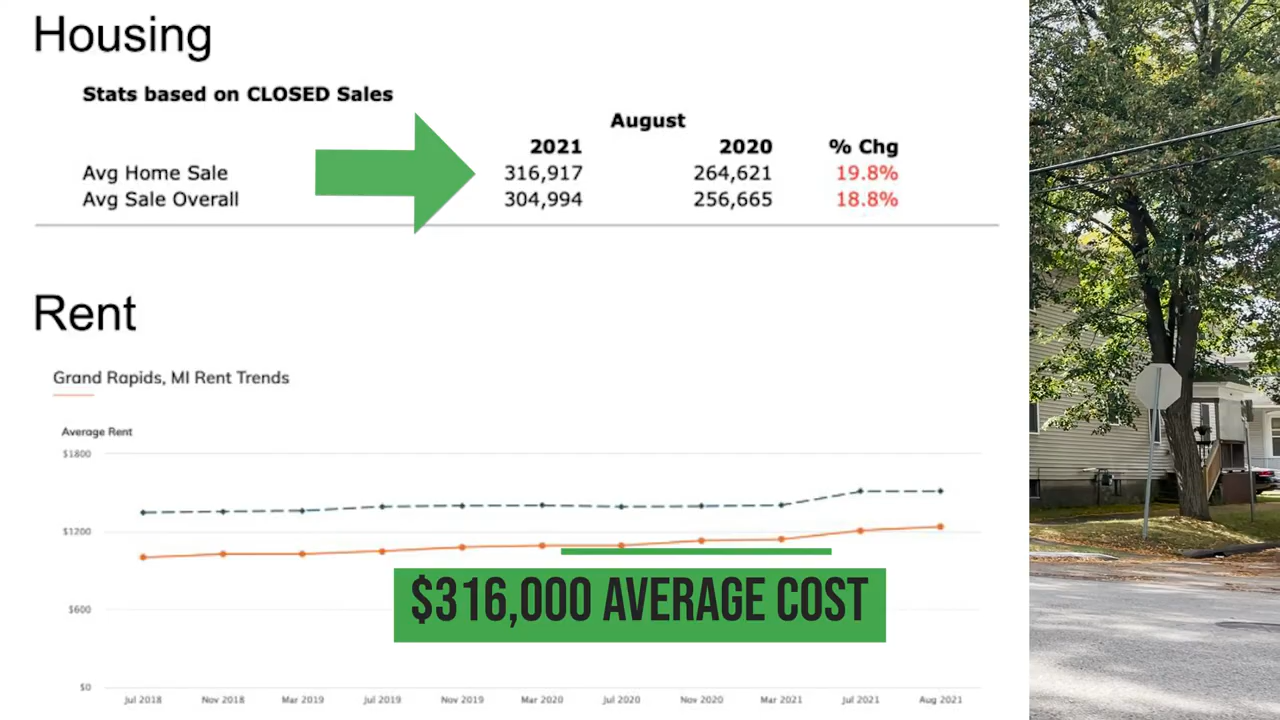 Housing
Stats based on CLOSED Sales
August
2021 2020 % Chg
Avg Home Sale 316,917 264,621 19.8%
Avg Sale Overall 304,994 256,665 18.8%
Rent
Grand Rapids, MI Rent Trends
Average Rent
$1800
$1200
$316,000 AVERAGE COST
$600
$0
Jul 2018 Nov 2018 Mar 2019 Jul 2019 Nov 2019 Mar 2020 Jul 2020 Nov 2020 Mar 2021 Jul 2021 Aug 2021